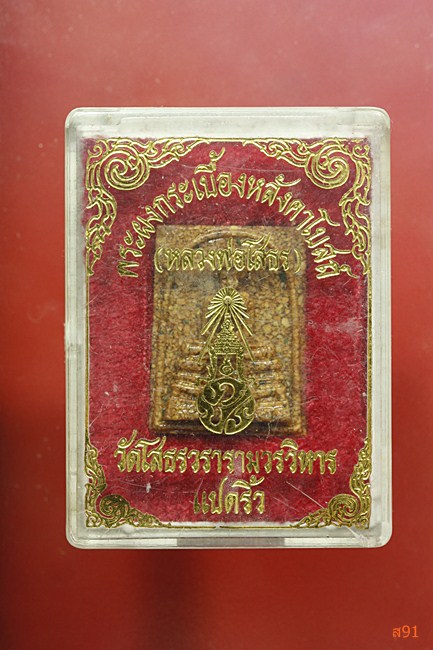 พระผงกระเบื้องหลังคาโบสถ์
(หลวงพ่อโสธร)
วัดโสธรวรารามวรวิหาร
แปดริ้ว
ส91